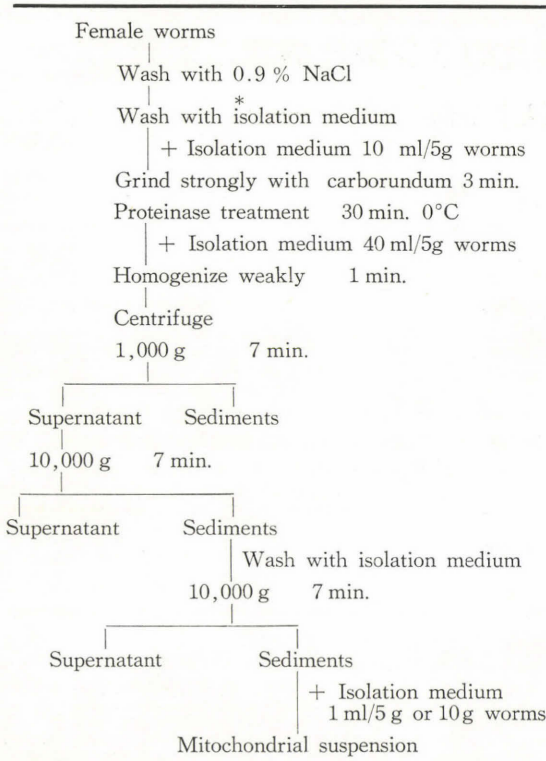 Female worms
Wash with 0.9 % NaCl
*
Wash with isolation medium
+ Isolation medium 10 ml/5g worms
Grind strongly with carborundum 3 min.
Proteinase treatment 30 min. 0°C
+ Isolation medium 40 ml/5g worms
Homogenize weakly 1 min.
Centrifuge
1,000 g 7 min.
Supernatant Sediments
10,000 g 7 min.
Supernatant Sediments
Wash with isolation medium
10,000 g 7 min.
Supernatant Sediments
+ Isolation medium
1 ml/5 g or 10g worms
Mitochondrial suspension